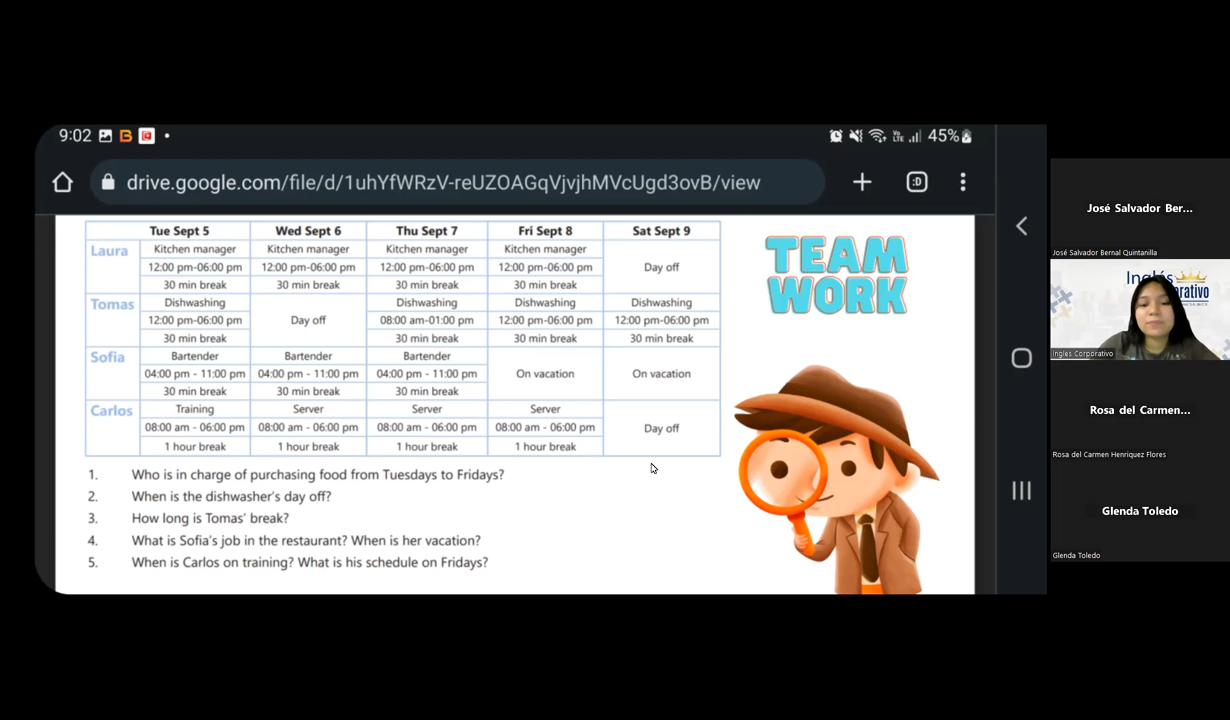 9:02 45%
drive.google.com/file/d/1uhYfWRzV-reUZOAGqVjvjhMVcUgd3ovB/view
:D
Tue Sept 5 Wed Sept 6 Thu Sept 7 Fri Sept 8 Sat Sept 9
Laura Kitchen manager Kitchen manager Kitchen manager Kitchen manager
12:00 pm-06:00 pm 12:00 pm-06:00 pm 12:00 pm-06:00 pm 12:00 pm-06:00 pm Day off
30 min break 30 min break 30 min break 30 min break
Tomas Dishwashing Dishwashing Dishwashing Dishwashing
12:00 pm-06:00 pm Day off 08:00 am-01:00 pm 12:00 pm-06:00 pm 12:00 pm-06:00 pm
30 min break 30 min break 30 min break 30 min break
Sofia Bartender Bartender Bartender
04:00 pm - 11:00 pm 04:00 pm - 11:00 pm 04:00 pm - 11:00 pm On vacation On vacation
30 min break 30 min break 30 min break
Carlos Training Server Server Server
08:00 am - 06:00 pm 08:00 am - 06:00 pm 08:00 am - 06:00 pm 08:00 am - 06:00 pm Day off
1 hour break 1 hour break 1 hour break 1 hour break
TEAM
WORK
1. Who is in charge of purchasing food from Tuesdays to Fridays?
2. When is the dishwasher's day off?
3. How long is Tomas' break?
4. What is Sofia's job in the restaurant? When is her vacation?
5. When is Carlos on training? What is his schedule on Fridays?
José Salvador Ber...
José Salvador Bernal Quintanilla
Inglés
Ingles Corporativo
Rosa del Carmen...
Rosa del Carmen Henriquez Flores
Glenda Toledo
Glenda Toledo